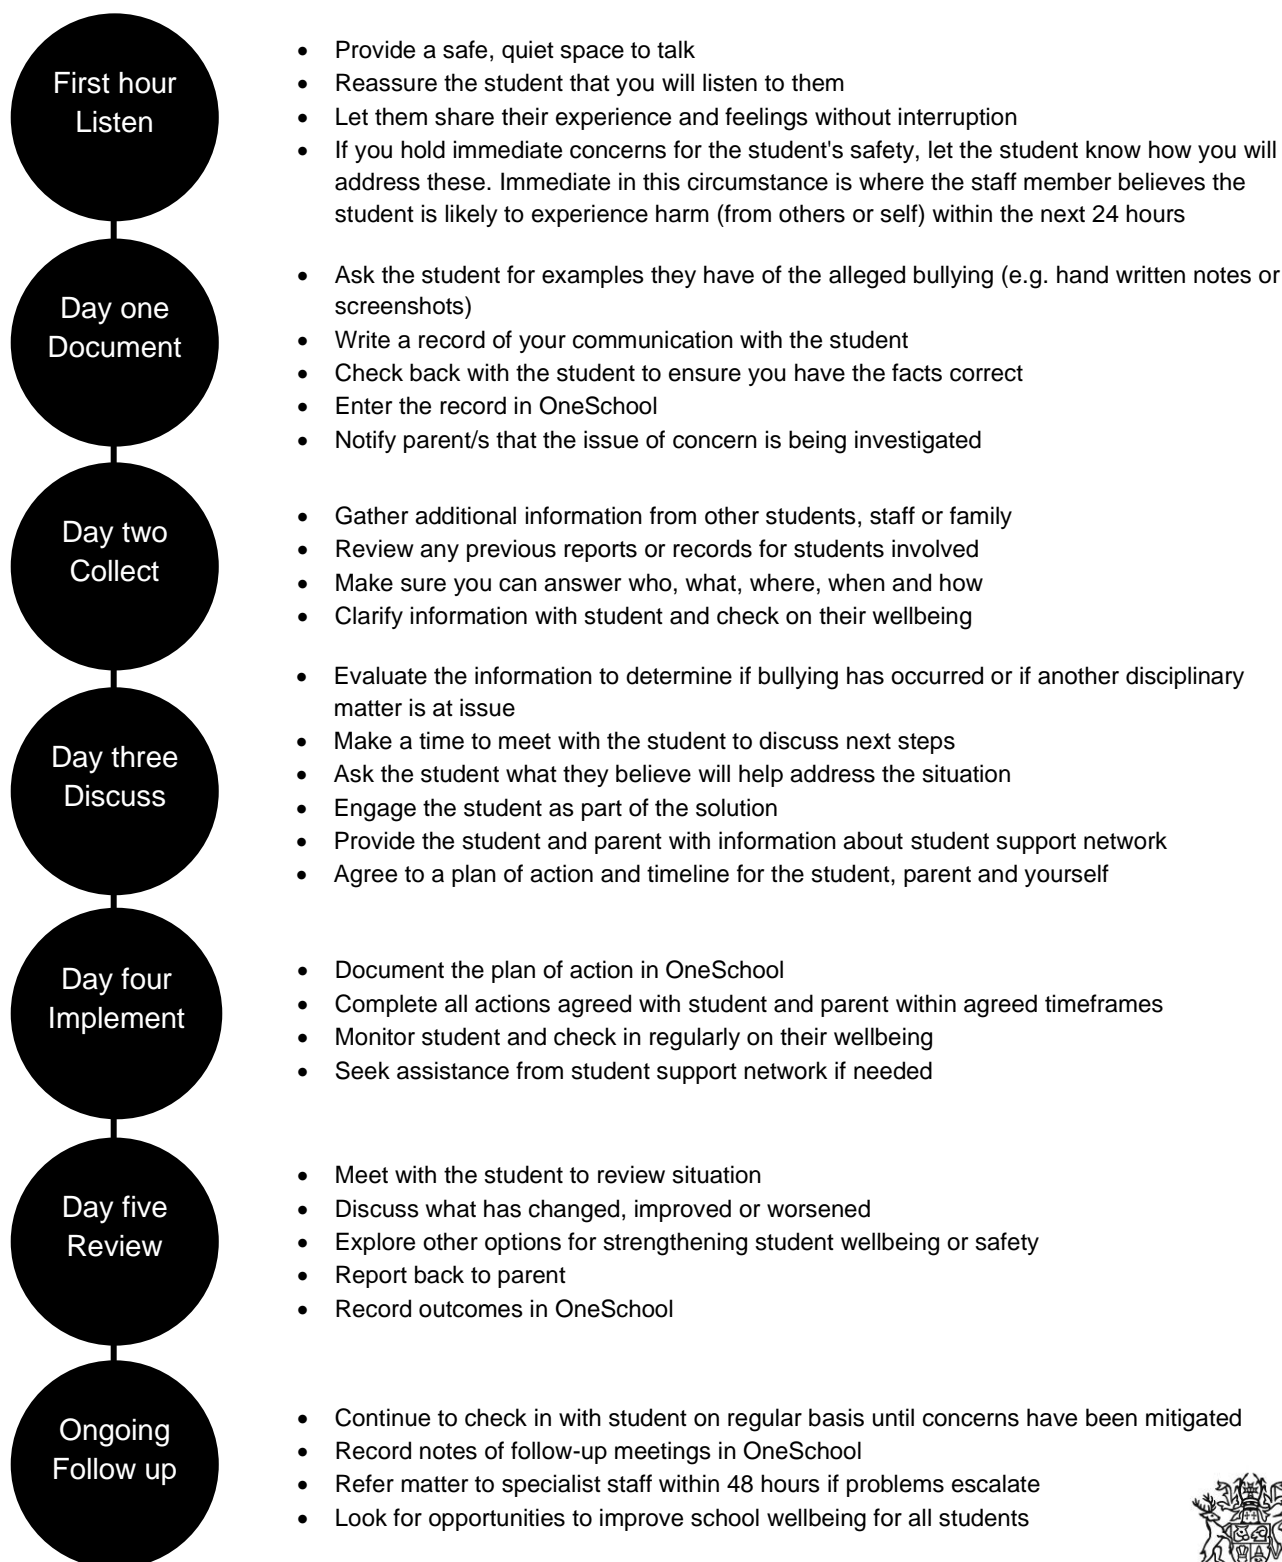 First hour
Listen
• Provide a safe, quiet space to talk
• Reassure the student that you will listen to them
• Let them share their experience and feelings without interruption
• If you hold immediate concerns for the student's safety, let the student know how you will
address these. Immediate in this circumstance is where the staff member believes the
student is likely to experience harm (from others or self) within the next 24 hours
Day one
Document
• Ask the student for examples they have of the alleged bullying (e.g. hand written notes or
screenshots)
• Write a record of your communication with the student
• Check back with the student to ensure you have the facts correct
• Enter the record in OneSchool
• Notify parent/s that the issue of concern is being investigated
Day two
Collect
• Gather additional information from other students, staff or family
• Review any previous reports or records for students involved
• Make sure you can answer who, what, where, when and how
• Clarify information with student and check on their wellbeing
Day three
Discuss
• Evaluate the information to determine if bullying has occurred or if another disciplinary
matter is at issue
• Make a time to meet with the student to discuss next steps
• Ask the student what they believe will help address the situation
• Engage the student as part of the solution
• Provide the student and parent with information about student support network
• Agree to a plan of action and timeline for the student, parent and yourself
Day four
Implement
• Document the plan of action in OneSchool
• Complete all actions agreed with student and parent within agreed timeframes
• Monitor student and check in regularly on their wellbeing
• Seek assistance from student support network if needed
Day five
Review
• Meet with the student to review situation
• Discuss what has changed, improved or worsened
• Explore other options for strengthening student wellbeing or safety
• Report back to parent
• Record outcomes in OneSchool
Ongoing
Follow up
• Continue to check in with student on regular basis until concerns have been mitigated
• Record notes of follow-up meetings in OneSchool
• Refer matter to specialist staff within 48 hours if problems escalate
• Look for opportunities to improve school wellbeing for all students